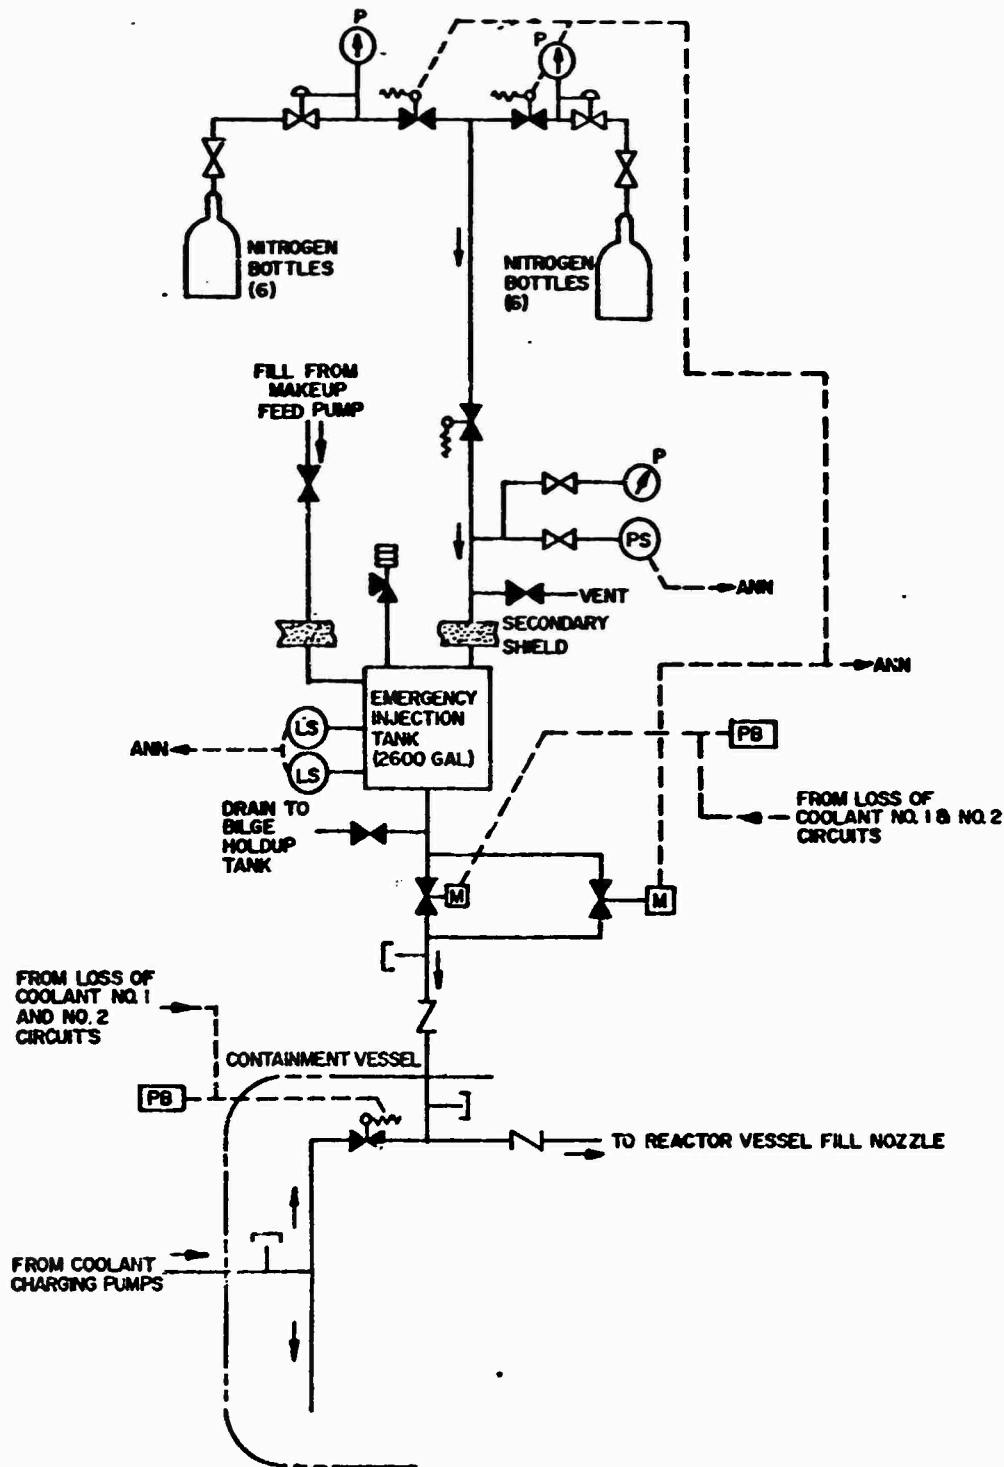 P
P
NITROGEN
BOTTLES
(6)
NITROGEN
BOTTLES
(6)
FILL FROM
MAKEUP
FEED PUMP
P
PS
ANN
VENT
SECONDARY
SHIELD
ANN
EMERGENCY
INJECTION
TANK
(2600 GAL)
LS
LS
ANN
PB
FROM LOSS OF
COOLANT NO. 1 & NO. 2
CIRCUITS
DRAIN TO
BILGE
HOLDUP
TANK
M
M
FROM LOSS OF
COOLANT NO. 1
AND NO. 2
CIRCUITS
CONTAINMENT VESSEL
PB
TO REACTOR VESSEL FILL NOZZLE
FROM COOLANT
CHARGING PUMPS